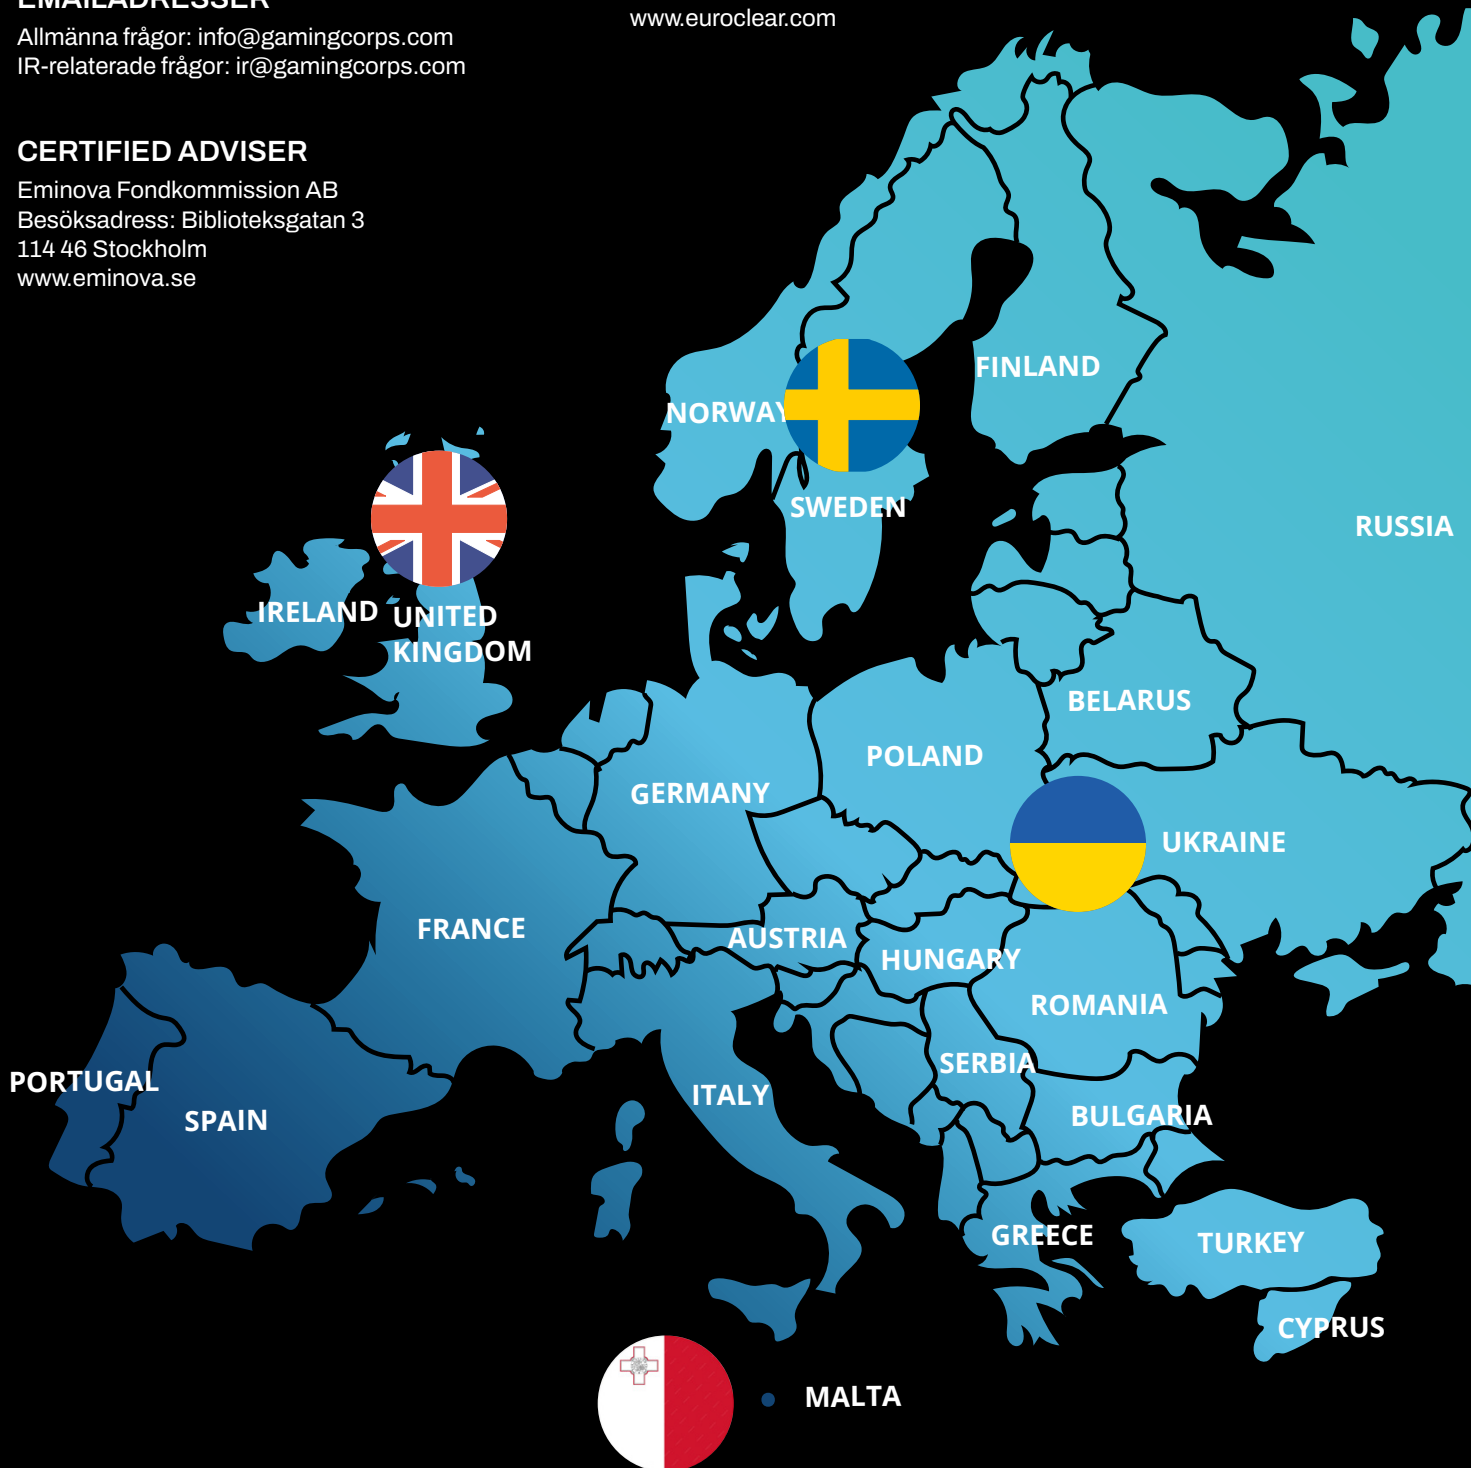 EMAILADRESSER
Allmänna frågor: info@gamingcorps.com
IR-relaterade frågor: ir@gamingcorps.com
www.euroclear.com
CERTIFIED ADVISER
Eminova Fondkommission AB
Besöksadress: Biblioteksgatan 3
114 46 Stockholm
www.eminova.se
FINLAND
NORWAY
SWEDEN
RUSSIA
IRELAND
UNITED
KINGDOM
BELARUS
POLAND
GERMANY
UKRAINE
FRANCE
AUSTRIA
HUNGARY
ROMANIA
SERBIA
PORTUGAL
ITALY
SPAIN
BULGARIA
GREECE
TURKEY
CYPRUS
MALTA